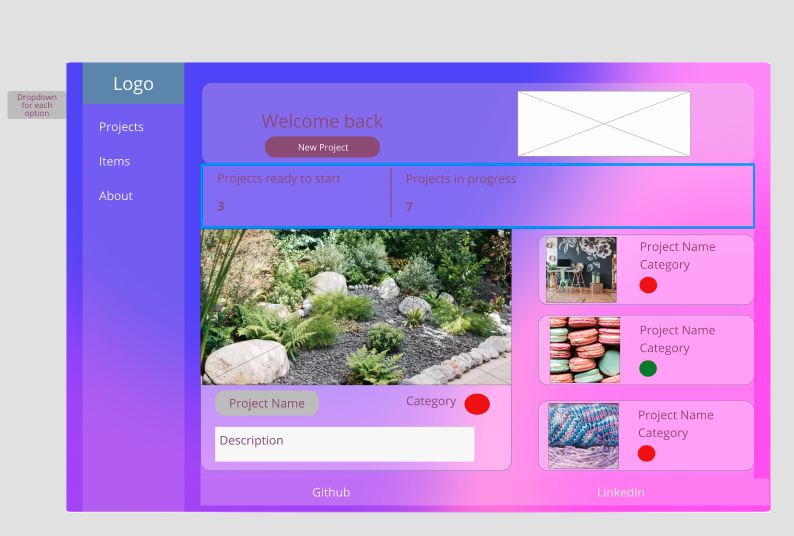 Logo
Dropdown
for each
option
Projects
Items
About
Welcome back
New Project
Projects ready to start
3
Projects in progress
7
Project Name
Category
Description
Project Name
Category
Project Name
Category
Project Name
Category
Github
LinkedIn